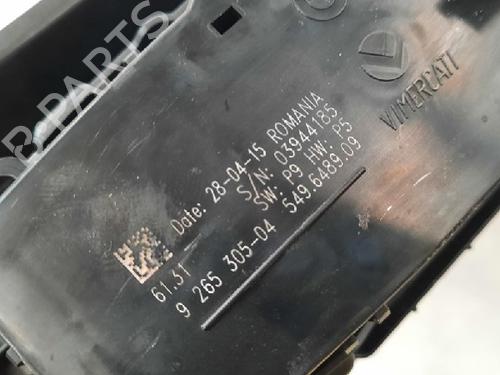 Date: 28-04-15 ROMANIA
S/N: 03944185
SW: P9 HW: P5
61.31
9 265 305-04 549.6489.09
VIMERCATI
B-PARTS